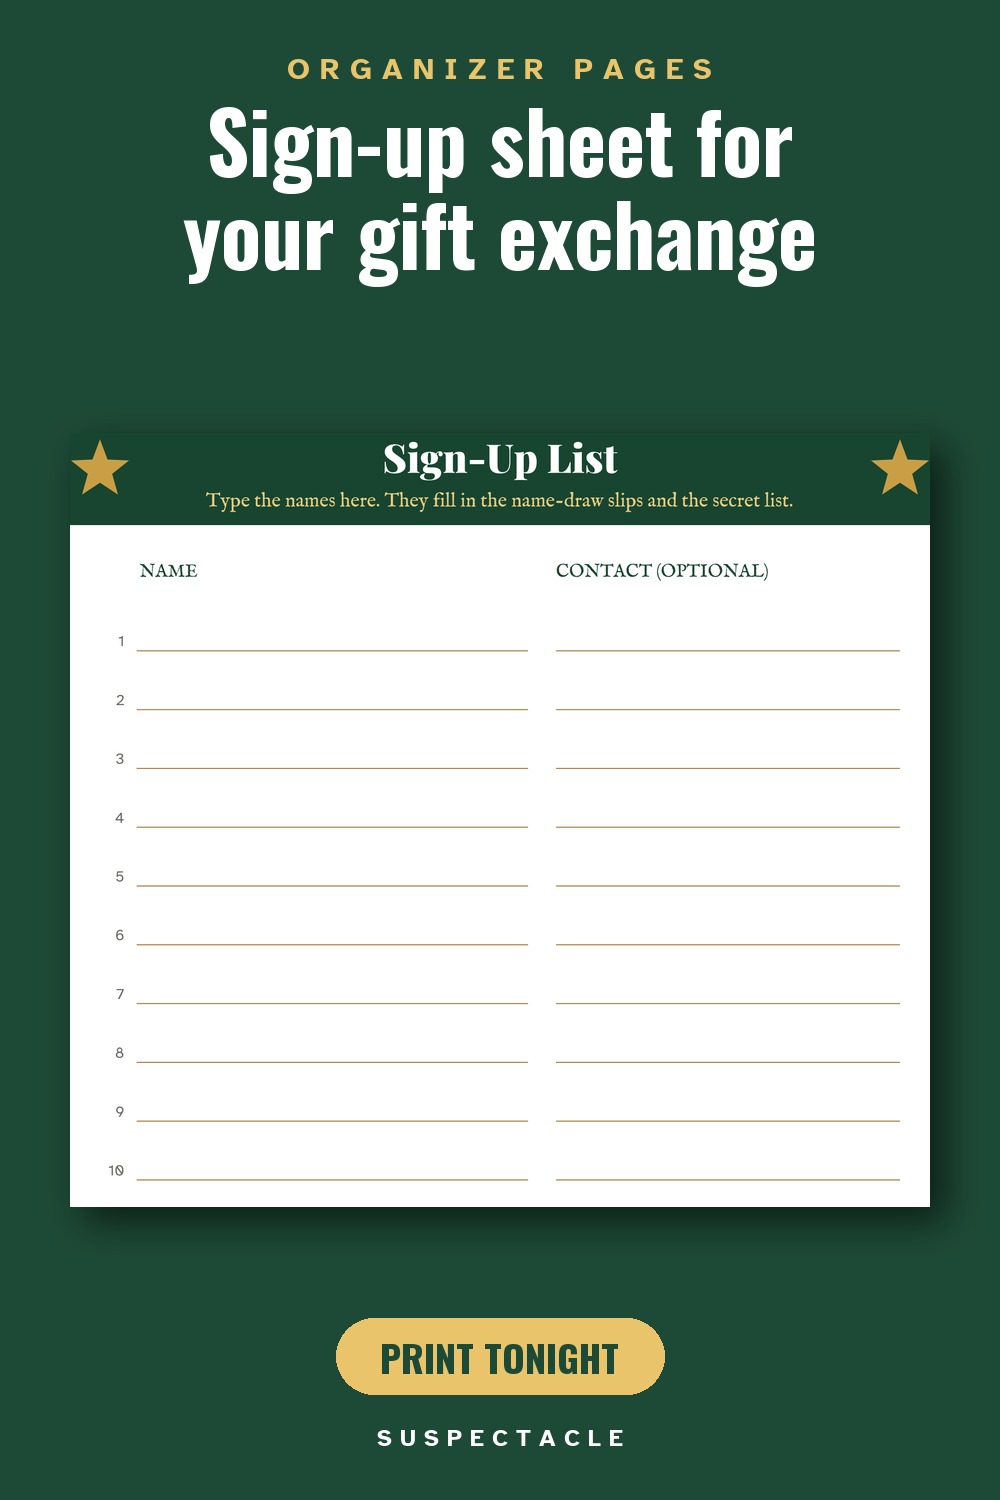 ORGANIZER PAGES
Sign-up sheet for
your gift exchange
Sign-Up List
Type the names here. They fill in the name-draw slips and the secret list.
NAME CONTACT (OPTIONAL)
1
2
3
4
5
6
7
8
9
10
PRINT TONIGHT
SUSPECTACLE